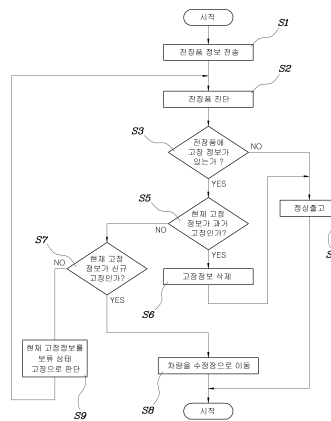 시작
S1
전장품 정보 전송
S2
전장품 진단
S3
전장품에
고장 정보가
있는가 ?
NO
YES
정상출고
S5
현재 고장
정보가 과거
고장인가?
NO
YES
S7
현재 고장
정보가 신규
고장인가?
NO
YES
고장정보 삭제
S6
현재 고장정보를
보류 상태
고장으로 판단
S9
차량을 수정장으로 이동
S8
시작